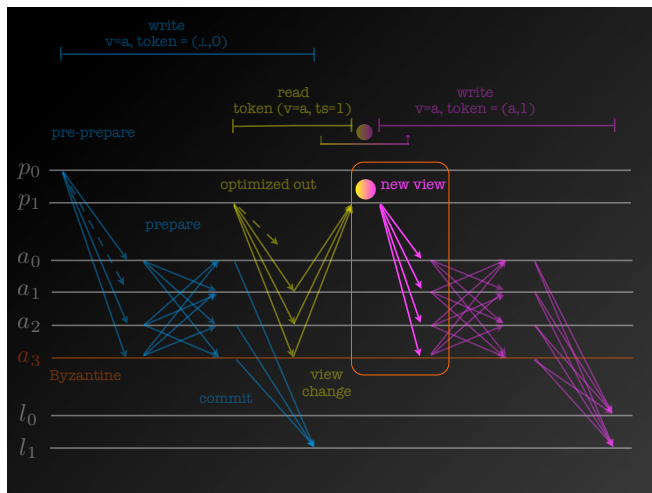 write
v=a, token = (⊥,0)
read
token (v=a, ts=1)
write
v=a, token = (a,1)
pre-prepare
p0
optimized out
new view
p1
prepare
a0
a1
a2
a3
Byzantine
view
change
commit
l0
l1